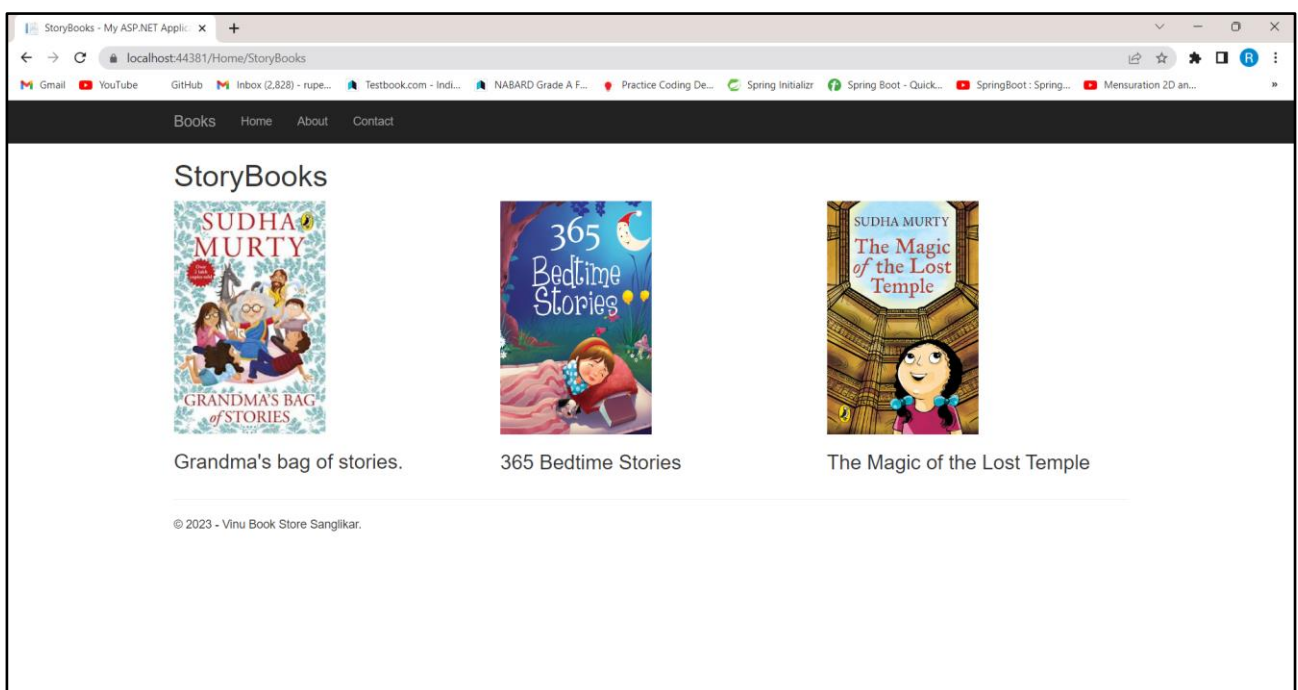 StoryBooks - My ASP.NET Applic
localhost:44381/Home/StoryBooks
Gmail YouTube GitHub Inbox (2,828) - rupe... Testbook.com - Indi... NABARD Grade A F... Practice Coding De... Spring Initializr Spring Boot - Quick... SpringBoot : Spring... Mensuration 2D an... »
R
Books Home About Contact
StoryBooks
SUDHA
MURTY
GRANDMA'S BAG
of STORIES
365
Bedtime
Stories
SUDHA MURTY
The Magic
of the Lost
Temple
Grandma's bag of stories. 365 Bedtime Stories The Magic of the Lost Temple
© 2023 - Vinu Book Store Sanglikar.